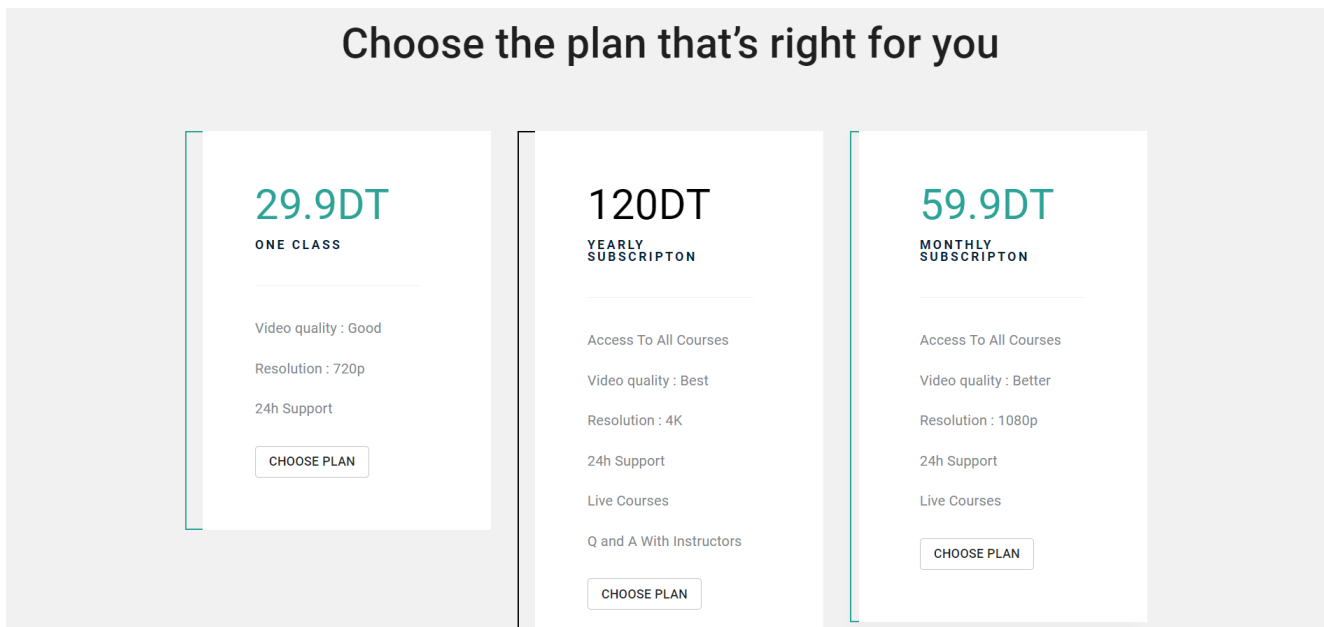 Choose the plan that’s right for you
29.9DT
ONE CLASS
Video quality : Good
Resolution : 720p
24h Support
CHOOSE PLAN
120DT
YEARLY
SUBSCRIPTON
Access To All Courses
Video quality : Best
Resolution : 4K
24h Support
Live Courses
Q and A With Instructors
CHOOSE PLAN
59.9DT
MONTHLY
SUBSCRIPTON
Access To All Courses
Video quality : Better
Resolution : 1080p
24h Support
Live Courses
CHOOSE PLAN